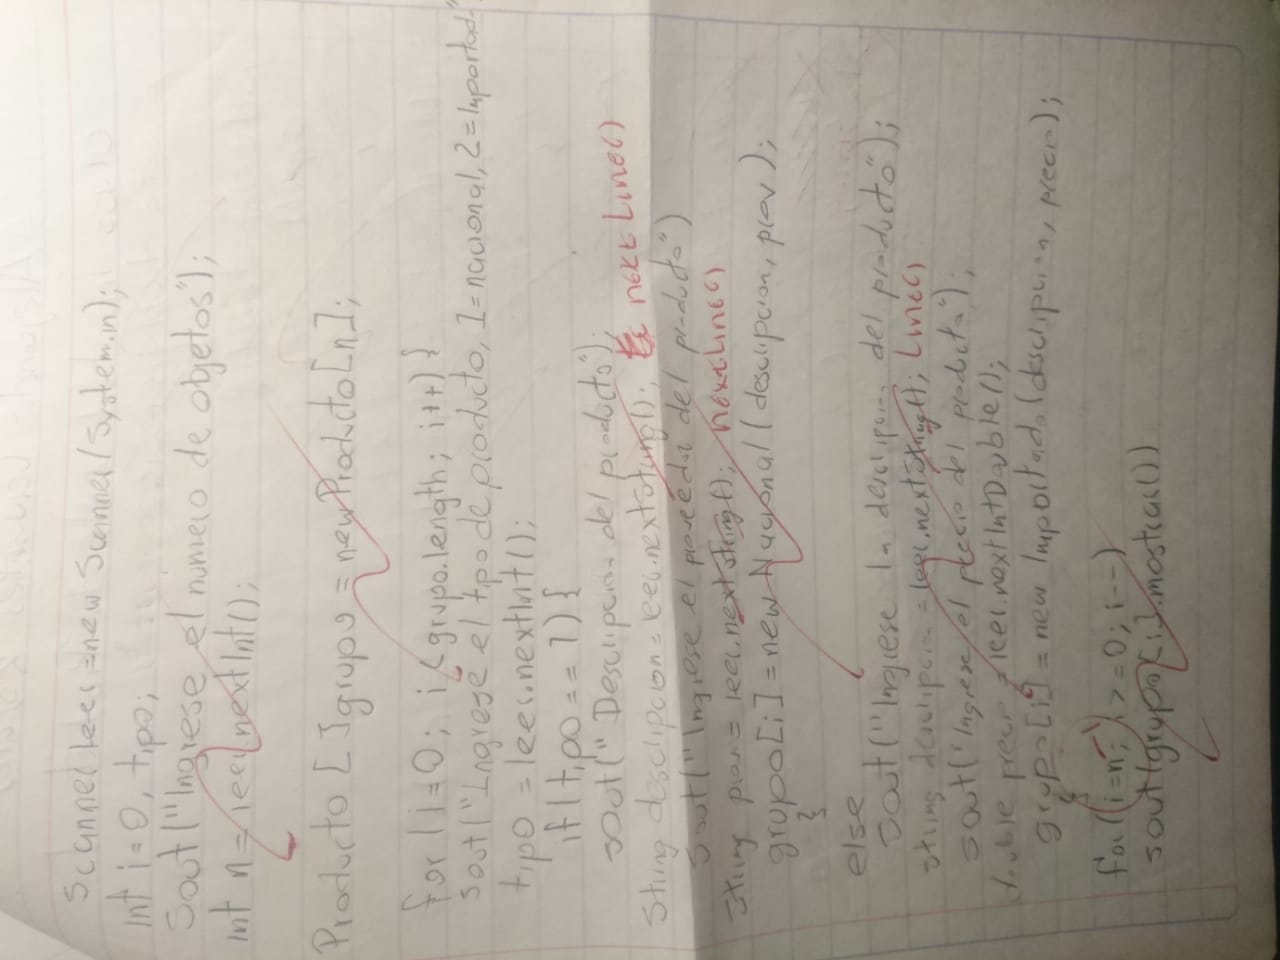 Scanner leer = new Scanner(System.in);
int i=0, tipo;
Sout("Ingrese el numero de objetos");
int n= leer.nextInt();
Producto []grupo = new Producto[n];
for (i=0; i<grupo.length; i++) {
sout("Ingrese el tipo de producto, 1=nacional, 2=Importad
tipo = leer.nextInt();
if(tipo == 1) {
sout(" Descripcion del producto");
String descripcion = leer.nextString(); nextLine()
Sout("Ingrese el proveedor del producto")
String prov = leer.nextString(); nextLine()
grupo[i] = new Nacional (descripcion, prov);
}
else
sout("Ingrese la descripcion del producto");
string descripcion = leer.nextString(); Line()
sout("Ingrese el precio del producto");
double precio = leer.nextIntDouble();
grupo[i] = new Importado(descripcion, precio);
}
for(i=n; i>=0; i--)
sout(grupo[i].mostrar())